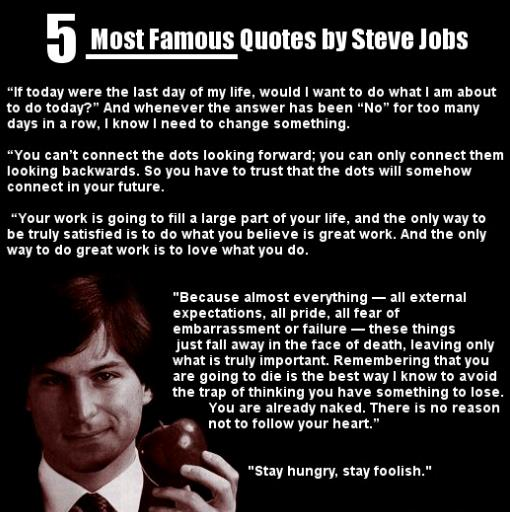 5 Most Famous Quotes by Steve Jobs
“If today were the last day of my life, would I want to do what I am about
to do today?” And whenever the answer has been “No” for too many
days in a row, I know I need to change something.
“You can’t connect the dots looking forward; you can only connect them
looking backwards. So you have to trust that the dots will somehow
connect in your future.
“Your work is going to fill a large part of your life, and the only way to
be truly satisfied is to do what you believe is great work. And the only
way to do great work is to love what you do.
"Because almost everything — all external
expectations, all pride, all fear of
embarrassment or failure — these things
just fall away in the face of death, leaving only
what is truly important. Remembering that you
are going to die is the best way I know to avoid
the trap of thinking you have something to lose.
You are already naked. There is no reason
not to follow your heart.”
"Stay hungry, stay foolish."